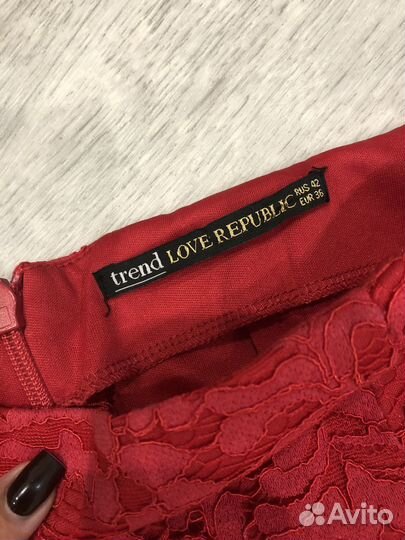 trend LOVE REPUBLIC
RUS 42
EUR 36
Avito